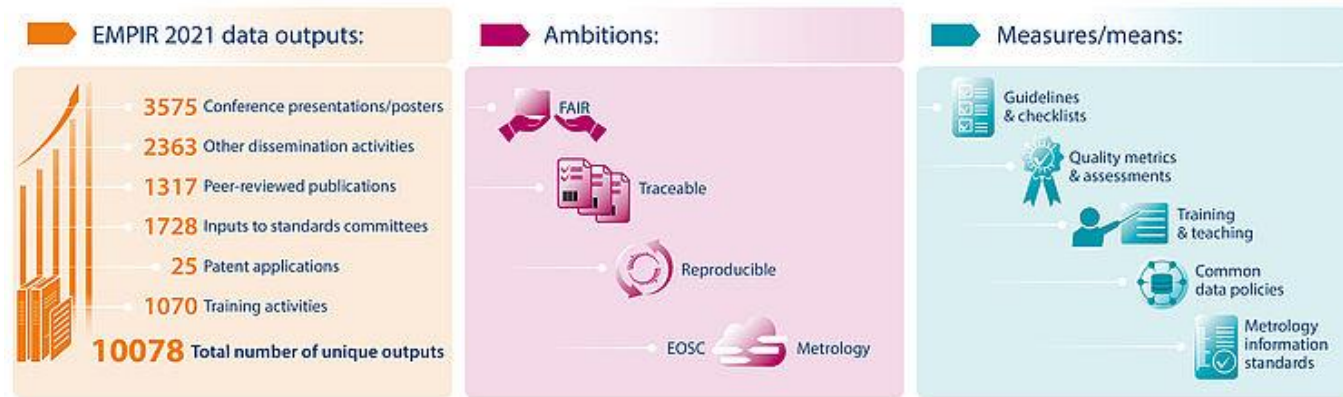 EMPIR 2021 data outputs:
3575 Conference presentations/posters
2363 Other dissemination activities
1317 Peer-reviewed publications
1728 Inputs to standards committees
25 Patent applications
1070 Training activities
10078 Total number of unique outputs
Ambitions:
FAIR
Traceable
Reproducible
EOSC Metrology
Measures/means:
Guidelines
& checklists
Quality metrics
& assessments
Training
& teaching
Common
data policies
Metrology
information
standards